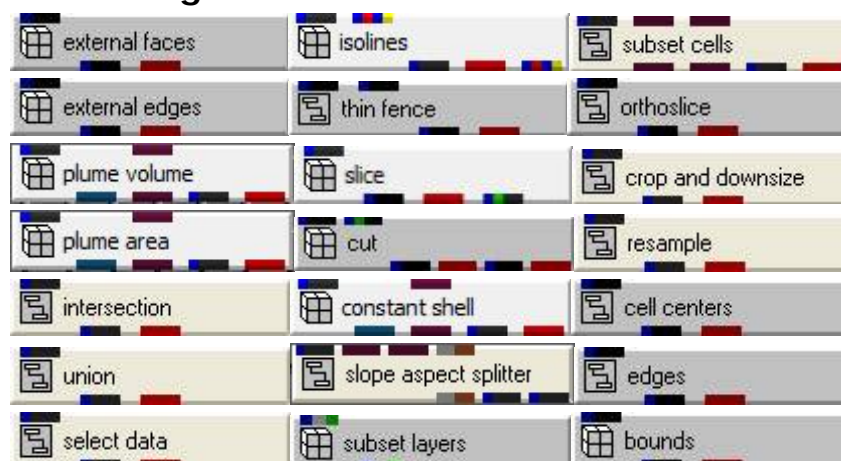 external faces
isolines
subset cells
external edges
thin fence
orthoslice
plume volume
slice
crop and downsize
plume area
cut
resample
intersection
constant shell
cell centers
union
slope aspect splitter
edges
select data
subset layers
bounds